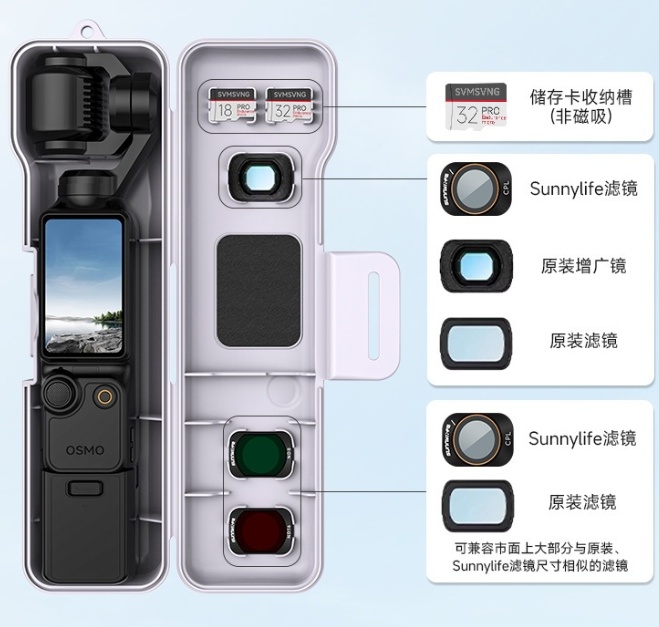 SVMSVNG
18 PRO
SVMSVNG
32 PRO
SVMSVNG
32 PRO
储存卡收纳槽
(非磁吸)
CPL
Sunnylife滤镜
原装增广镜
原装滤镜
OSMO
CPL
Sunnylife滤镜
原装滤镜
可兼容市面上大部分与原装、
Sunnylife滤镜尺寸相似的滤镜